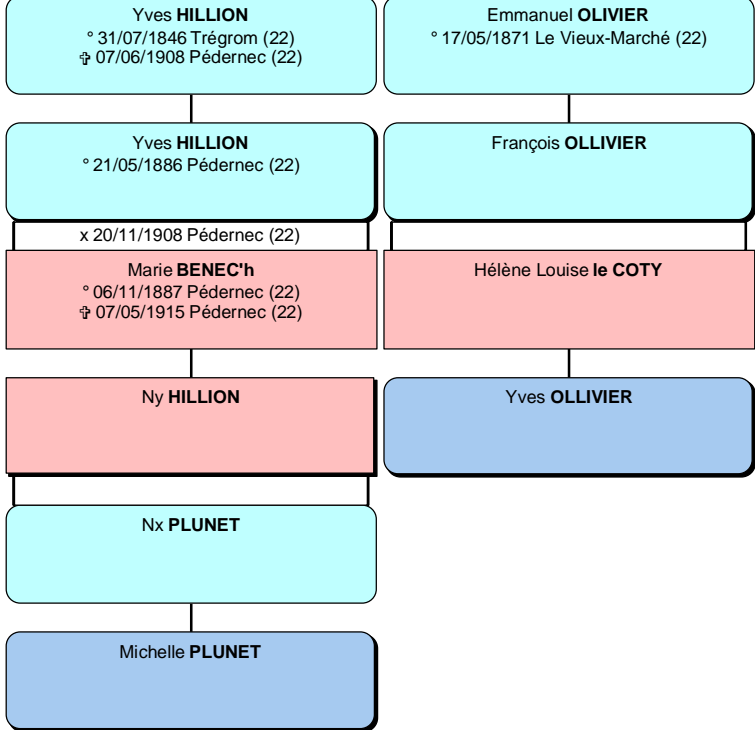 Yves HILLION
° 31/07/1846 Trégrom (22)
✞ 07/06/1908 Pédernec (22)
Emmanuel OLIVIER
° 17/05/1871 Le Vieux-Marché (22)
Yves HILLION
° 21/05/1886 Pédernec (22)
François OLLIVIER
x 20/11/1908 Pédernec (22)
Marie BENEC'h
° 06/11/1887 Pédernec (22)
✞ 07/05/1915 Pédernec (22)
Hélène Louise le COTY
Ny HILLION
Yves OLLIVIER
Nx PLUNET
Michelle PLUNET